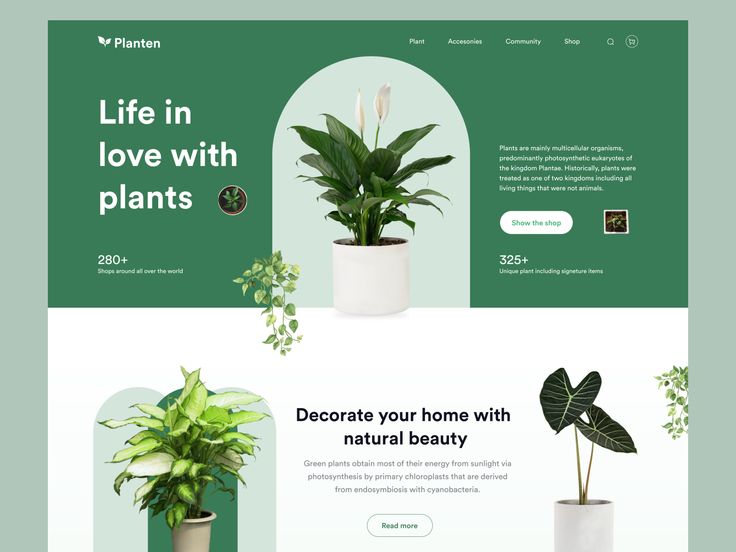 Planten
Plant
Accesonies
Community
Shop
Life in
love with
plants
280+
Shops around all over the world
Plants are mainly multicellular organisms,
predominantly photosynthetic eukaryotes of
the kingdom Plantae. Historically, plants were
treated as one of two kingdoms including all
living things that were not animals.
Show the shop
325+
Unique plant including signeture items
Decorate your home with
natural beauty
Green plants obtain most of their energy from sunlight via
photosynthesis by primary chloroplasts that are derived
from endosymbiosis with cyanobacteria.
Read more